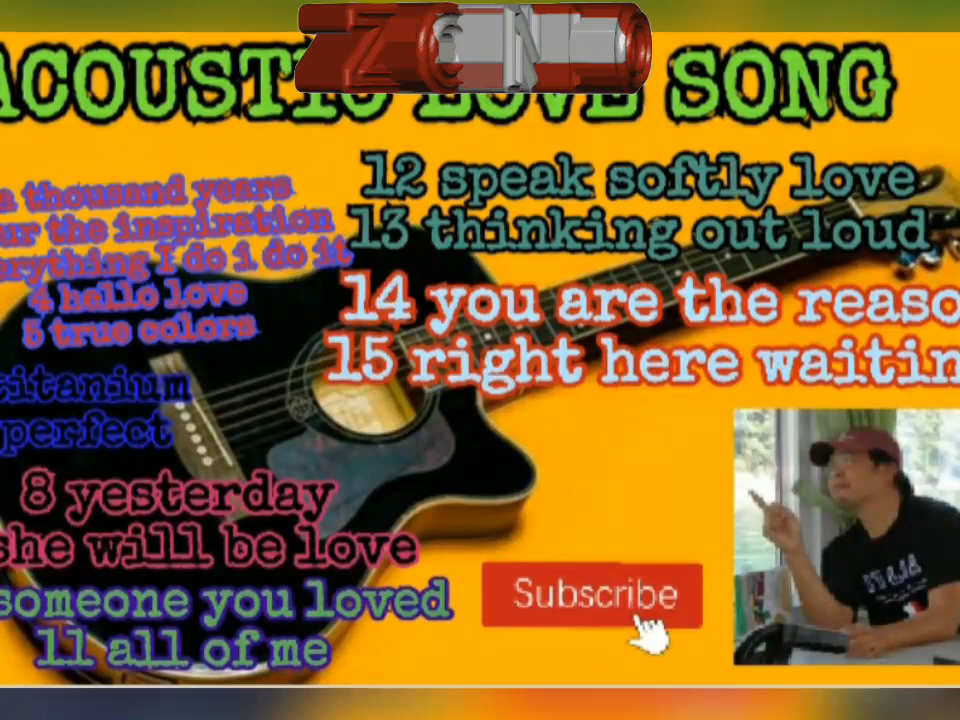 ACOUSTIC LOVE SONG
a thousand years
ur the inspiration
erything I do i do it
4 hello love
5 true colors
titanium
perfect
8 yesterday
she will be love
someone you loved
11 all of me
12 speak softly love
13 thinking out loud
14 you are the reaso
15 right here waitin
Subscribe